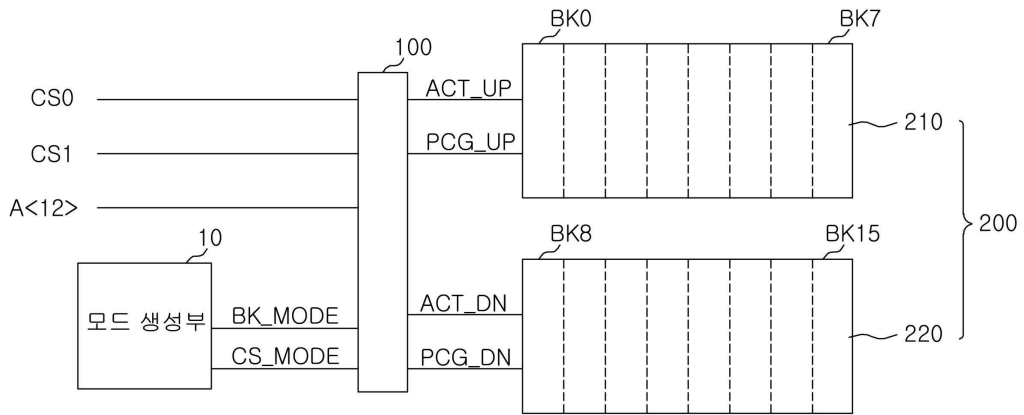 BK0
BK7
100
CS0
ACT_UP
210
CS1
PCG_UP
A<12>
200
10
BK8
BK15
모드 생성부
BK_MODE
ACT_DN
220
CS_MODE
PCG_DN